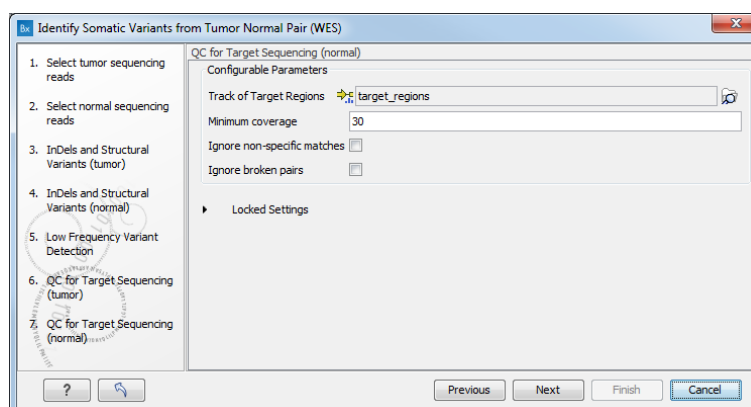 Bx Identify Somatic Variants from Tumor Normal Pair (WES)
1. Select tumor sequencing
reads
2. Select normal sequencing
reads
3. InDels and Structural
Variants (tumor)
4. InDels and Structural
Variants (normal)
5. Low Frequency Variant
Detection
6. QC for Target Sequencing
(tumor)
7. QC for Target Sequencing
(normal)
QC for Target Sequencing (normal)
Configurable Parameters
Track of Target Regions target_regions
Minimum coverage 30
Ignore non-specific matches
Ignore broken pairs
Locked Settings
? Previous Next Finish Cancel